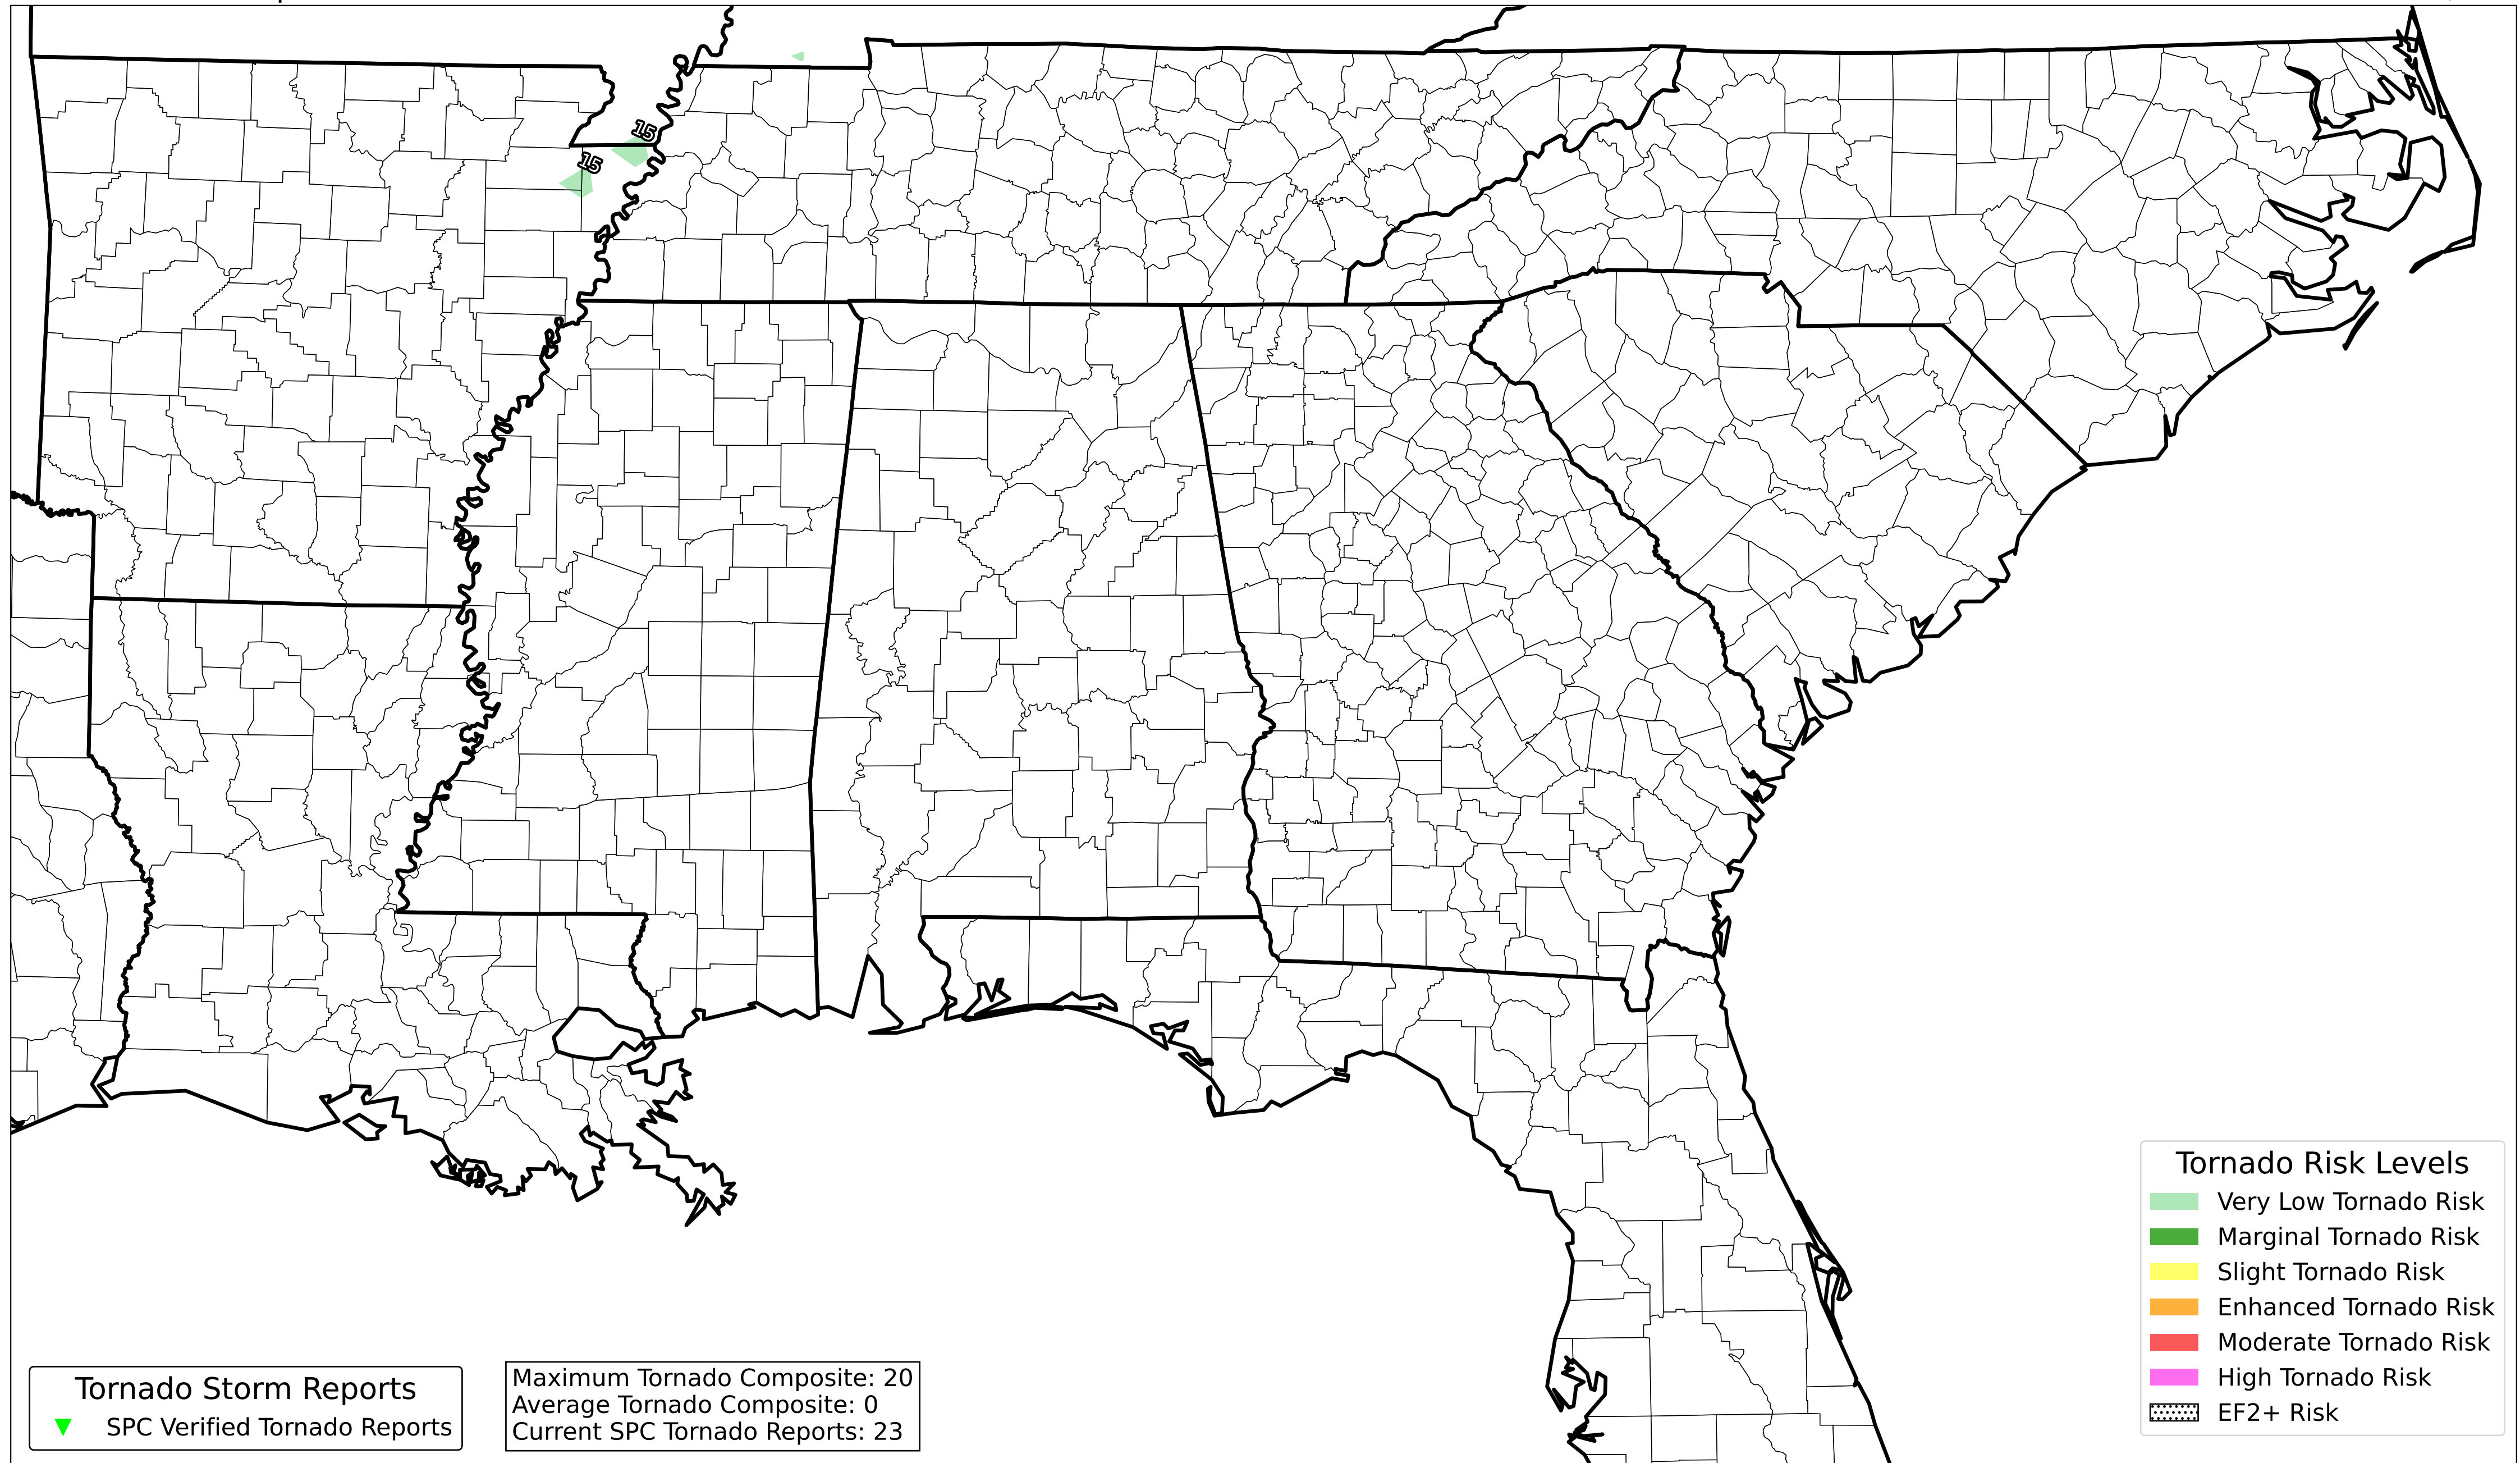 15
15
Tornado Risk Levels
Very Low Tornado Risk
Marginal Tornado Risk
Slight Tornado Risk
Enhanced Tornado Risk
Moderate Tornado Risk
High Tornado Risk
EF2+ Risk
Tornado Storm Reports
SPC Verified Tornado Reports
Maximum Tornado Composite: 20
Average Tornado Composite: 0
Current SPC Tornado Reports: 23